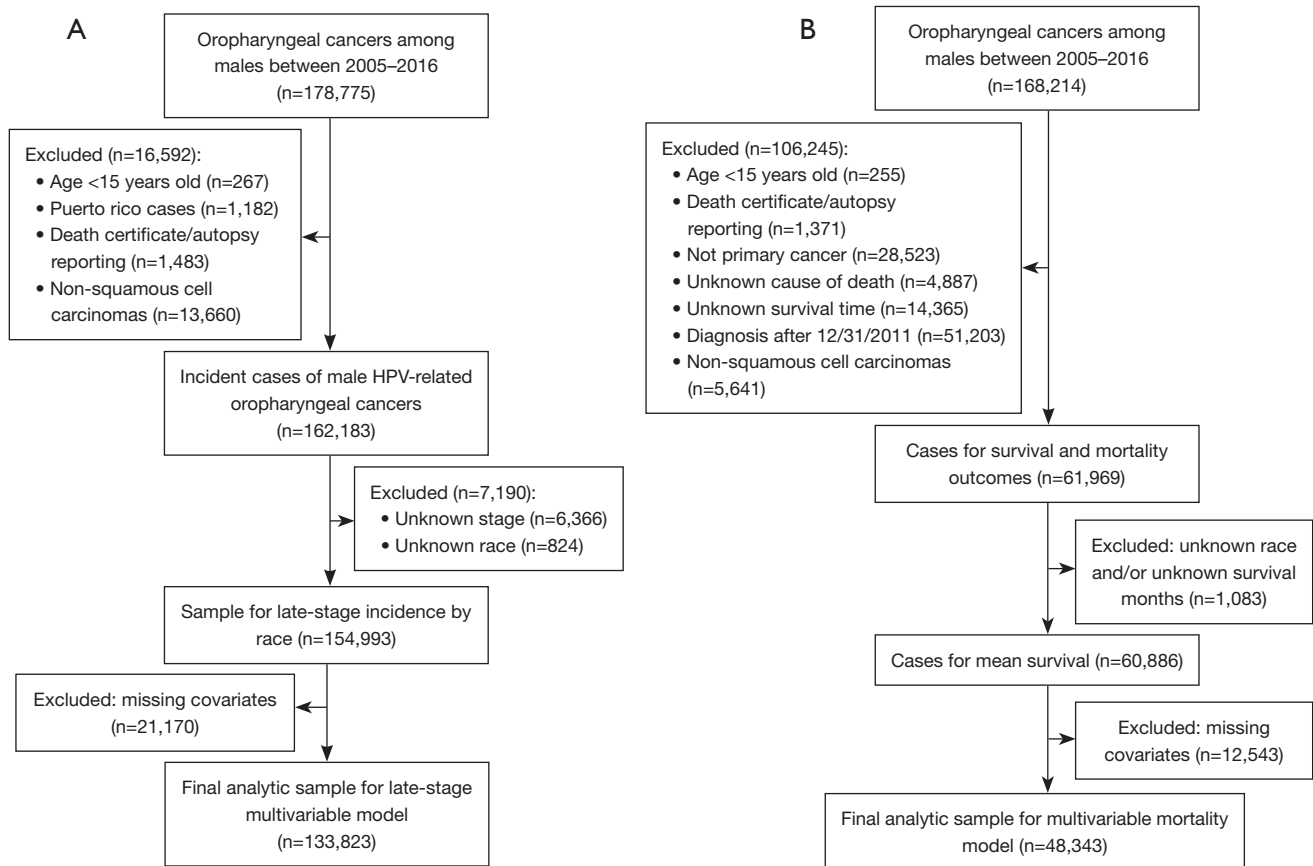 A
Oropharyngeal cancers among
males between 2005–2016
(n=178,775)
Excluded (n=16,592):
• Age <15 years old (n=267)
• Puerto rico cases (n=1,182)
• Death certificate/autopsy
reporting (n=1,483)
• Non-squamous cell
carcinomas (n=13,660)
Incident cases of male HPV-related
oropharyngeal cancers
(n=162,183)
Excluded (n=7,190):
• Unknown stage (n=6,366)
• Unknown race (n=824)
Sample for late-stage incidence by
race (n=154,993)
Excluded: missing covariates
(n=21,170)
Final analytic sample for late-stage
multivariable model
(n=133,823)
B
Oropharyngeal cancers among
males between 2005–2016
(n=168,214)
Excluded (n=106,245):
• Age <15 years old (n=255)
• Death certificate/autopsy
reporting (n=1,371)
• Not primary cancer (n=28,523)
• Unknown cause of death (n=4,887)
• Unknown survival time (n=14,365)
• Diagnosis after 12/31/2011 (n=51,203)
• Non-squamous cell carcinomas
(n=5,641)
Cases for survival and mortality
outcomes (n=61,969)
Excluded: unknown race
and/or unknown survival
months (n=1,083)
Cases for mean survival (n=60,886)
Excluded: missing
covariates (n=12,543)
Final analytic sample for multivariable mortality
model (n=48,343)